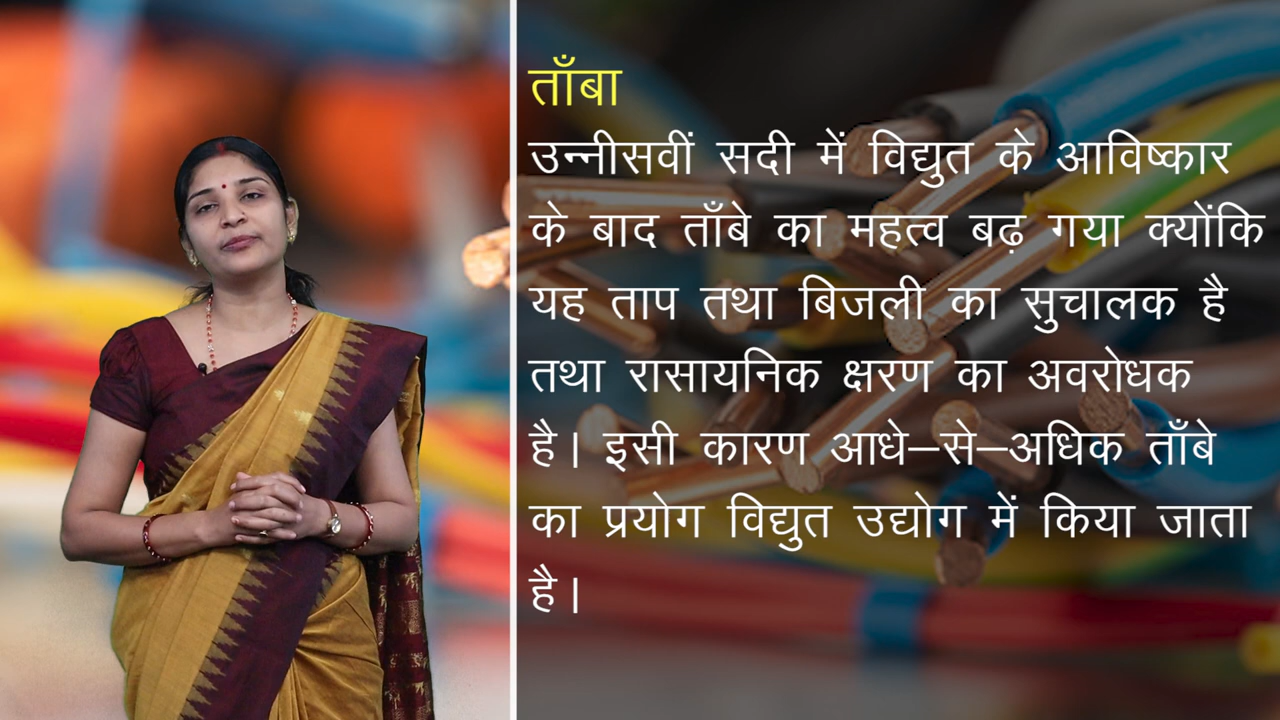 ताँबा
उन्नीसवीं सदी में विद्युत के आविष्कार
के बाद ताँबे का महत्व बढ़ गया क्योंकि
यह ताप तथा बिजली का सुचालक है
तथा रासायनिक क्षरण का अवरोधक
है। इसी कारण आधे–से–अधिक ताँबे
का प्रयोग विद्युत उद्योग में किया जाता
है।